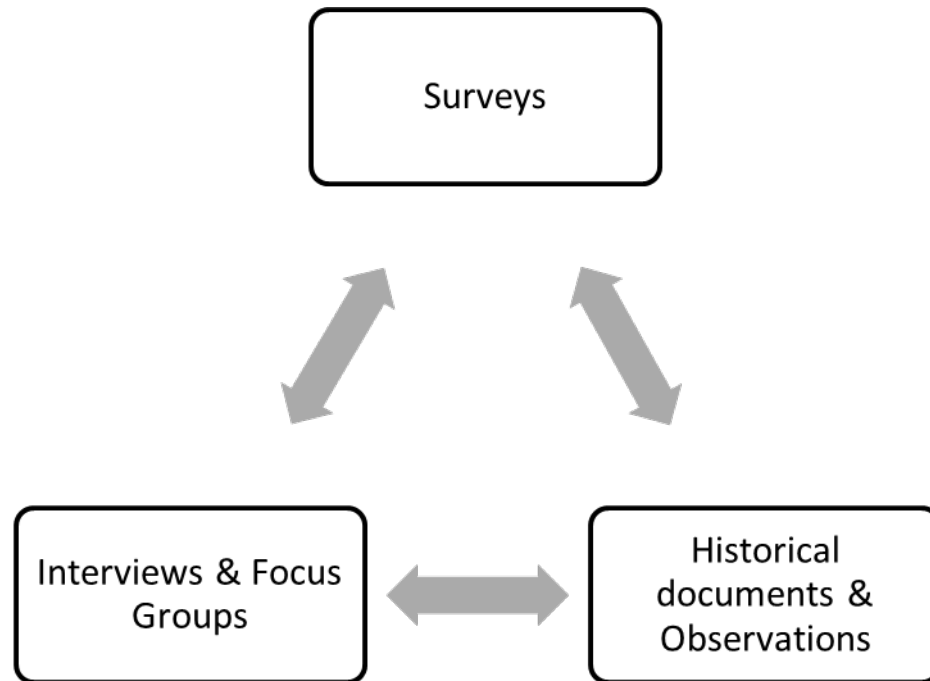 Surveys
Interviews & Focus
Groups
Historical
documents &
Observations